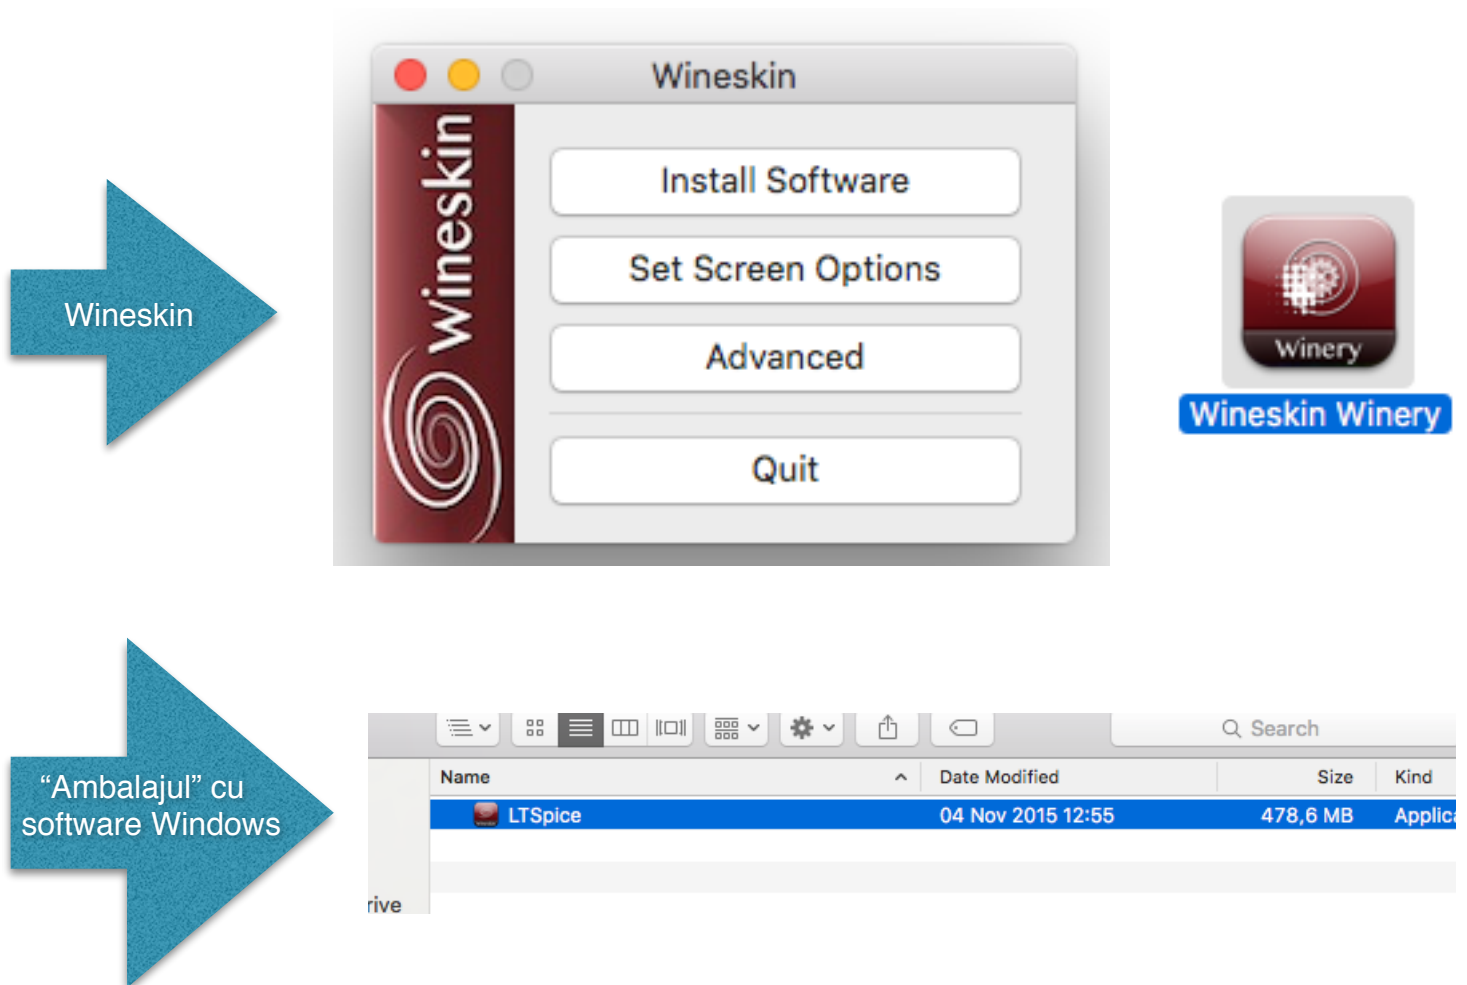 Wineskin
Wineskin
wineskin
Install Software
Set Screen Options
Advanced
Quit
Winery
Wineskin Winery
“Ambalajul” cu
software Windows
Search
Name Date Modified Size Kind
LTSpice 04 Nov 2015 12:55 478,6 MB Applica
rive